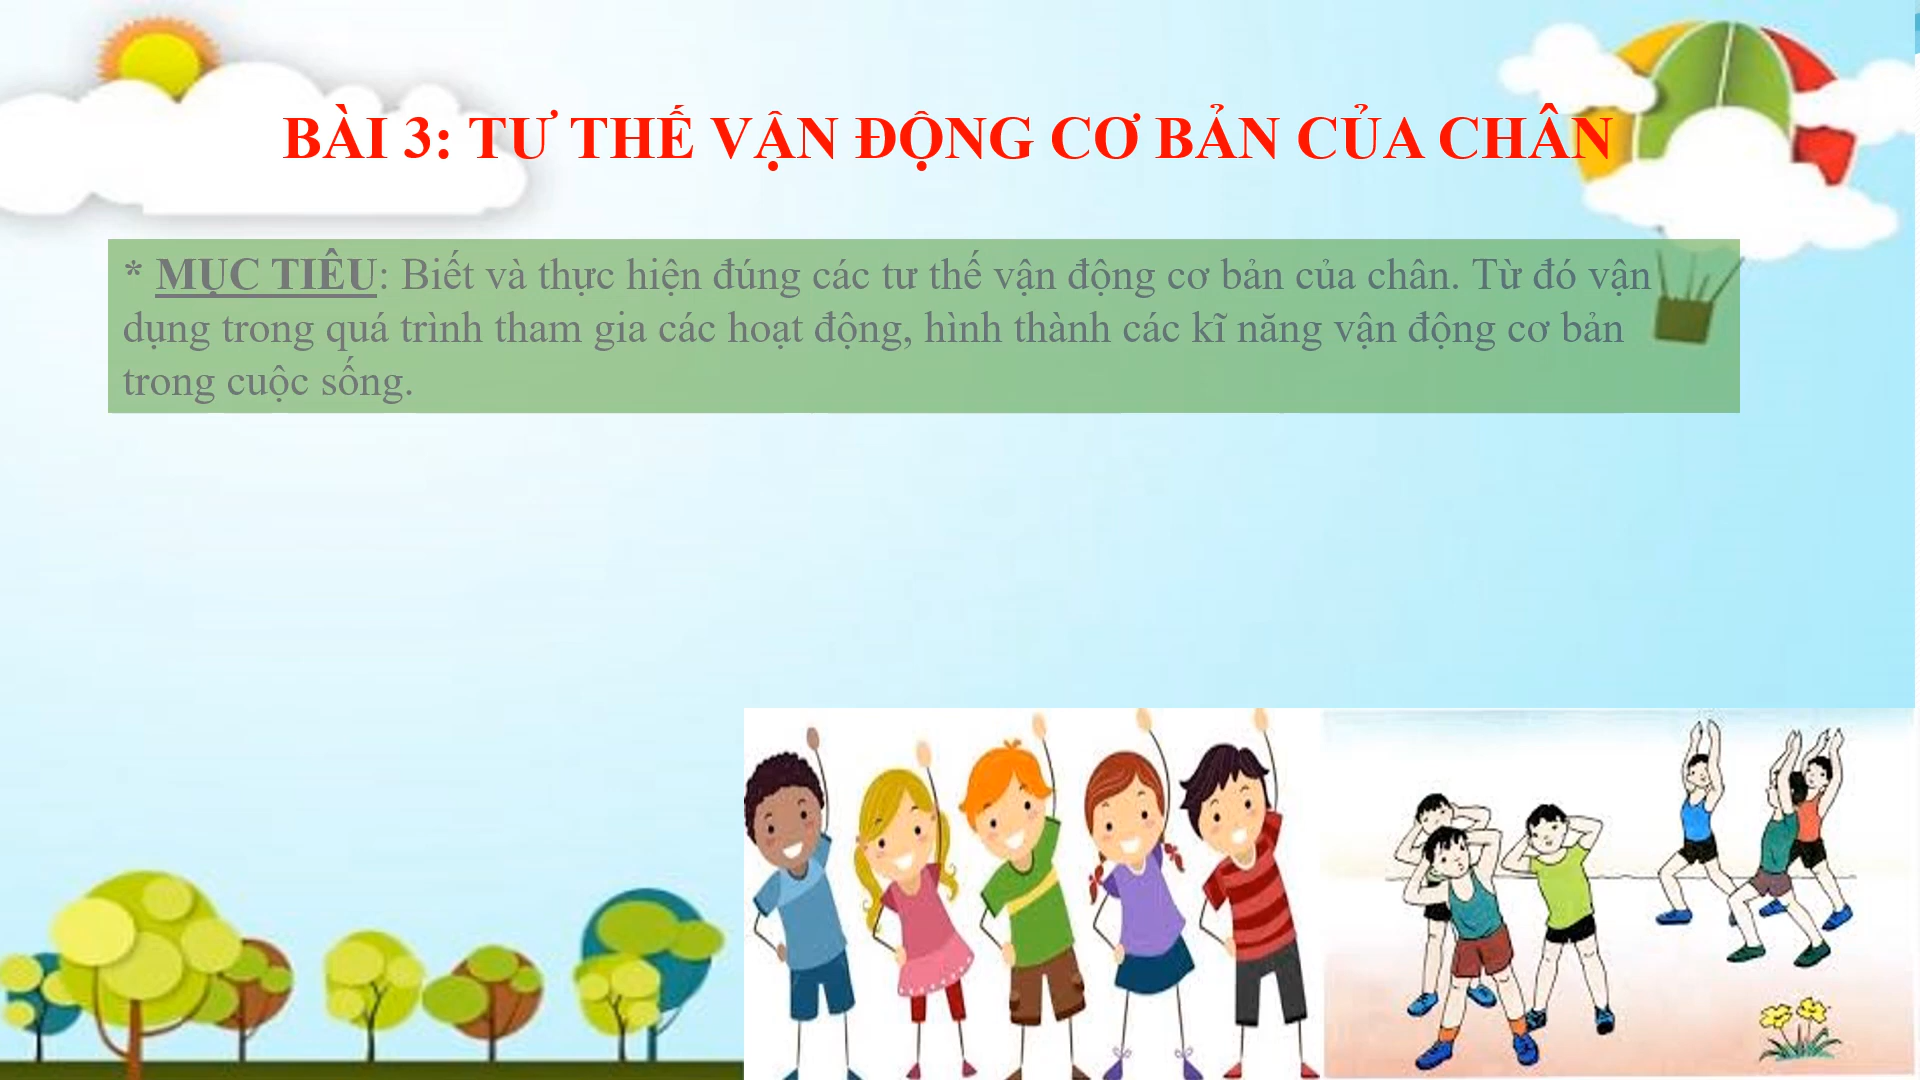 BÀI 3: TƯ THẾ VẬN ĐỘNG CƠ BẢN CỦA CHÂN
* MỤC TIÊU: Biết và thực hiện đúng các tư thế vận động cơ bản của chân. Từ đó vận
dụng trong quá trình tham gia các hoạt động, hình thành các kĩ năng vận động cơ bản
trong cuộc sống.